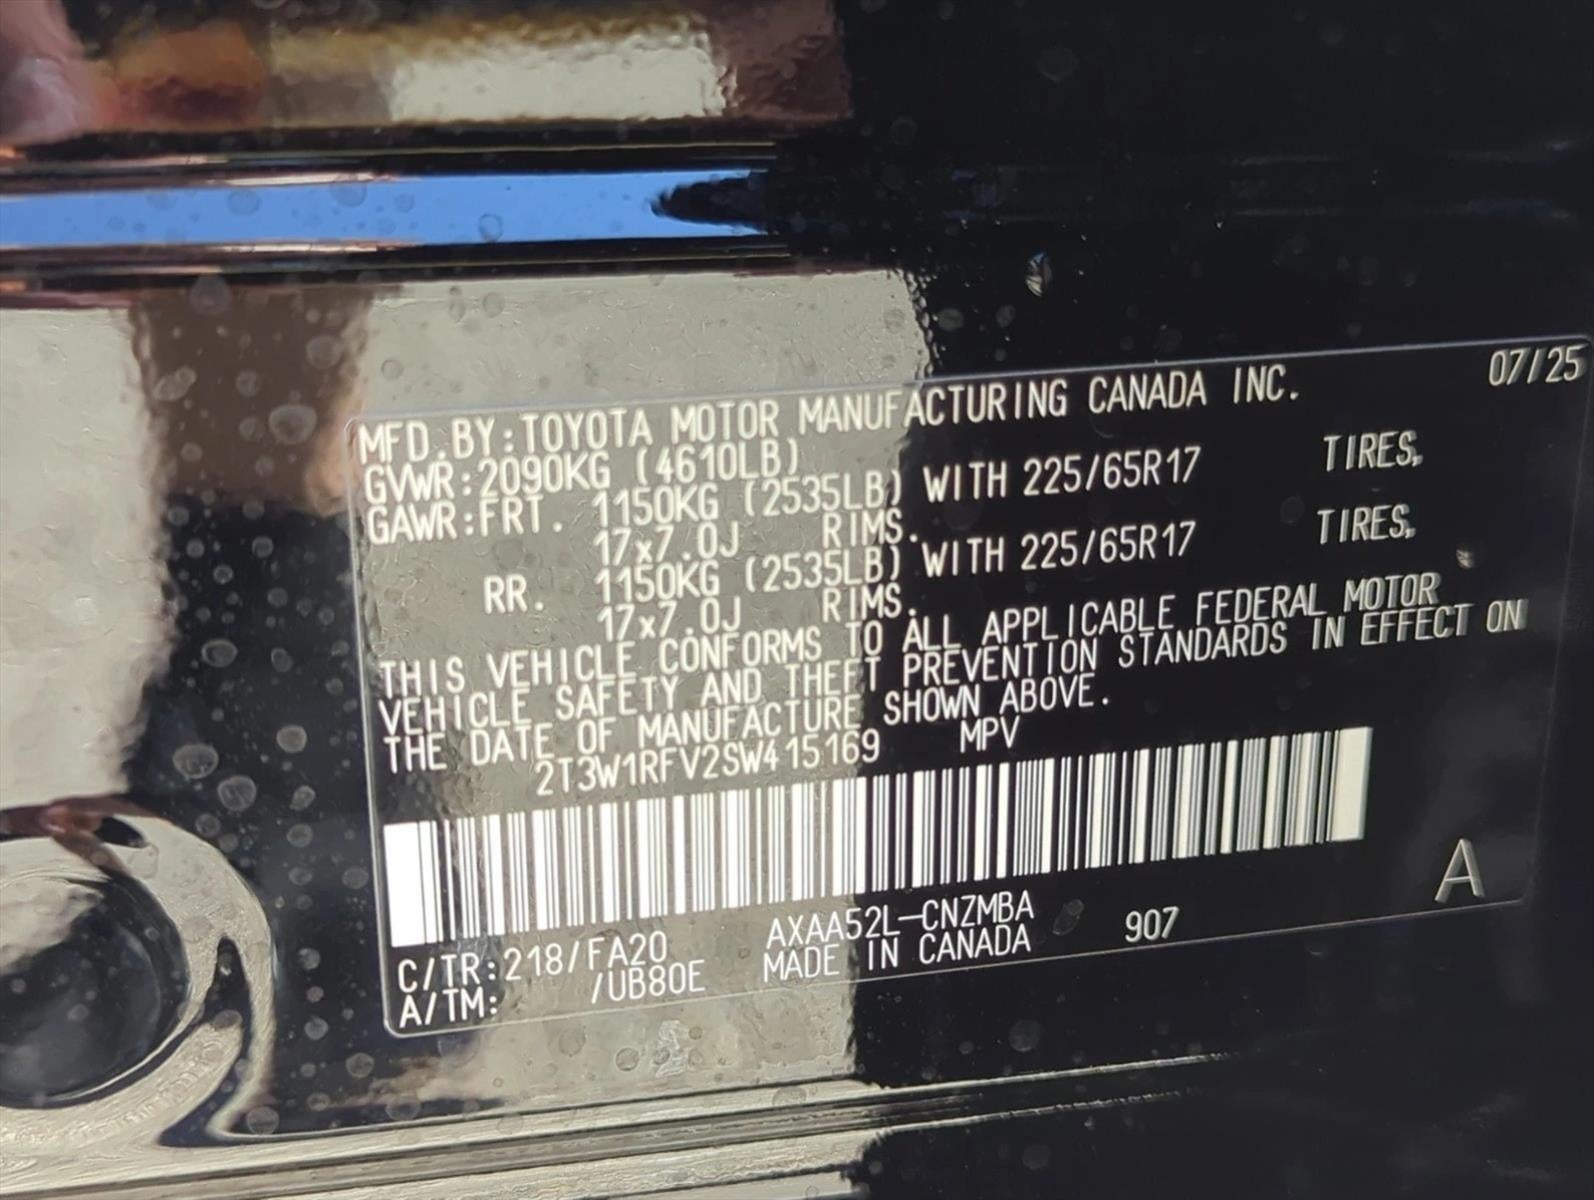 07/25
MFD.BY:TOYOTA MOTOR MANUFACTURING CANADA INC.
GVWR:2090KG (4610LB)
GAWR:FRT. 1150KG (2535LB) WITH 225/65R17 TIRES,
17x7.0J RIMS.
RR. 1150KG (2535LB) WITH 225/65R17 TIRES,
17x7.0J RIMS.
THIS VEHICLE CONFORMS TO ALL APPLICABLE FEDERAL MOTOR
VEHICLE SAFETY AND THEFT PREVENTION STANDARDS IN EFFECT ON
THE DATE OF MANUFACTURE SHOWN ABOVE.
2T3W1RFV2SW415169 MPV
A
C/TR:218/FA20 AXAA52L-CNZMBA 907
A/TM: /UB80E MADE IN CANADA